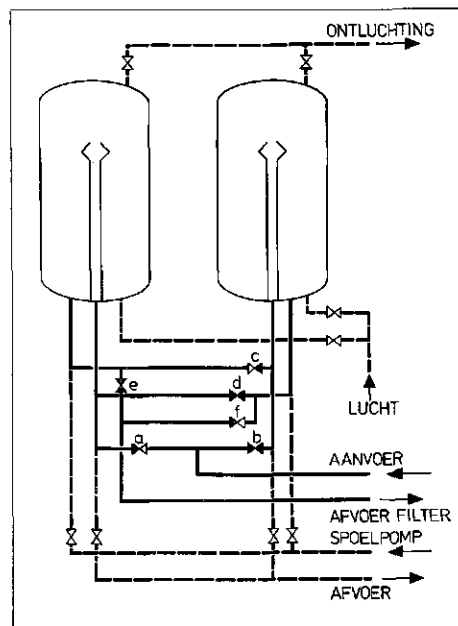 ONTLUCHTING
c
e
d
f
LUCHT
a
b
AANVOER
AFVOER FILTER
SPOELPOMP
AFVOER